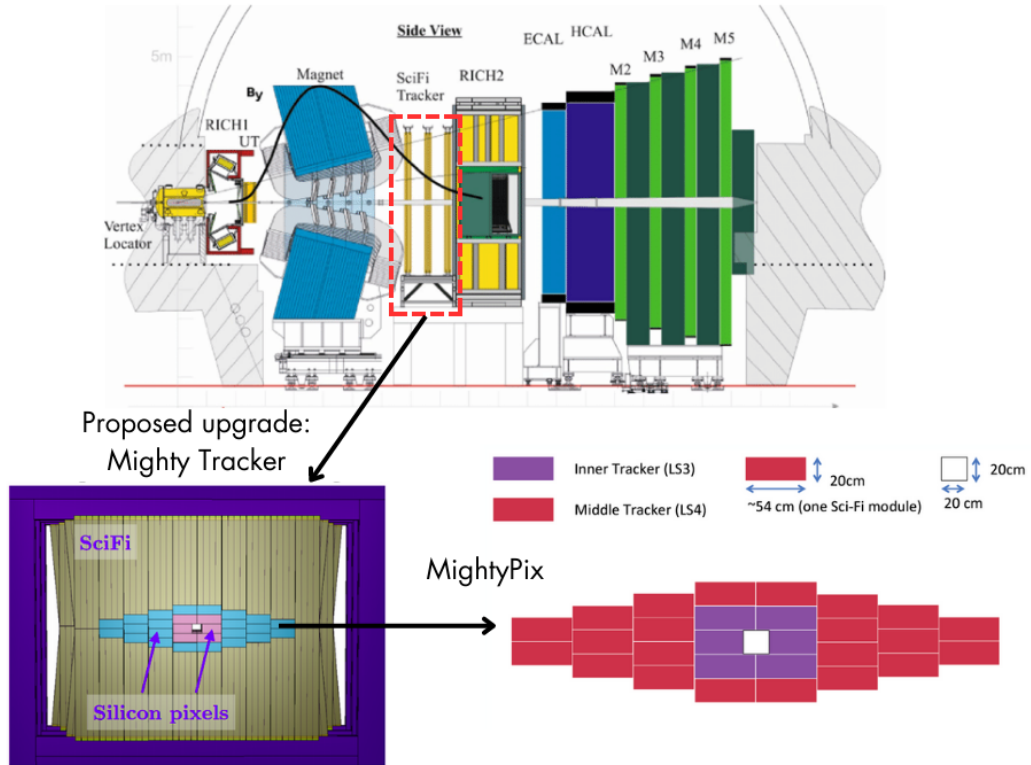 Side View
ECAL
HCAL
M5
M4
M3
M2
5m
Magnet
SciFi
Tracker
RICH2
By
RICH1
UT
Vertex
Locator
Proposed upgrade:
Mighty Tracker
Inner Tracker (LS3)
20cm
20cm
Middle Tracker (LS4)
~54 cm (one Sci-Fi module)
20 cm
SciFi
MightyPix
Silicon pixels